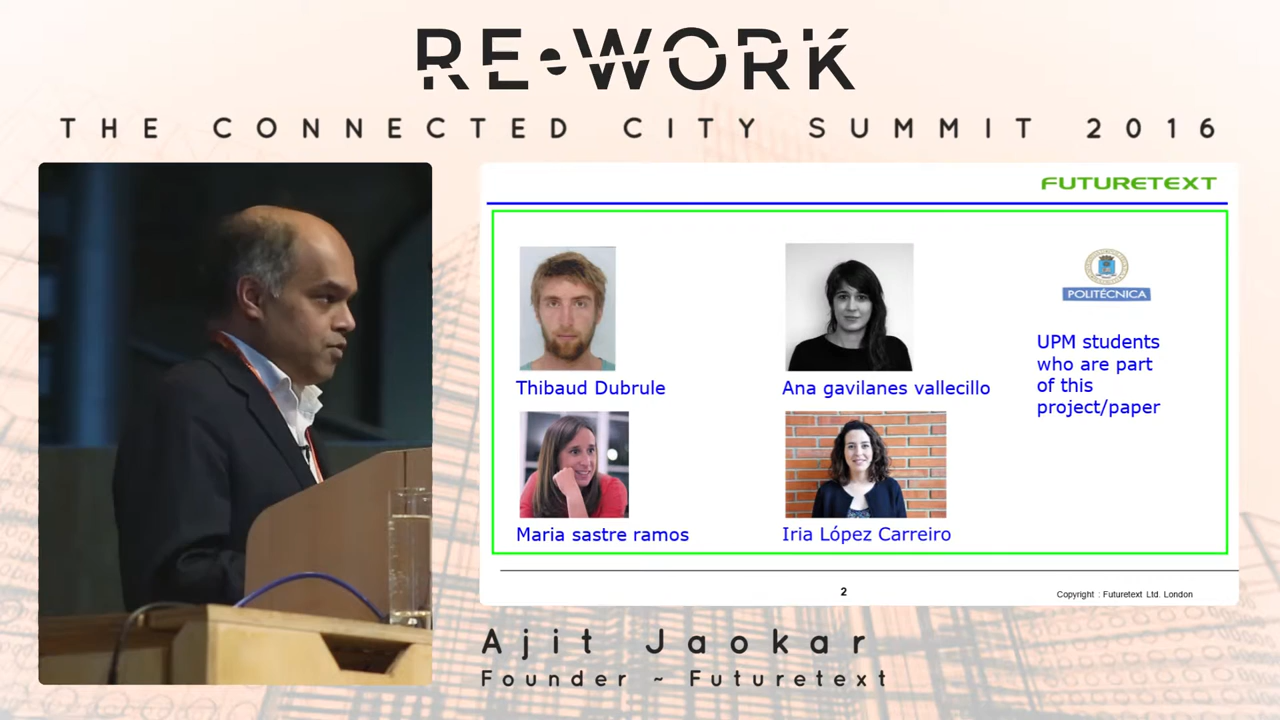 RE•WORK
THE CONNECTED CITY SUMMIT 2016
FUTURETEXT
POLITÉCNICA
Thibaud Dubrule
Ana gavilanes vallecillo
UPM students
who are part
of this
project/paper
Maria sastre ramos
Iria López Carreiro
2
Copyright : Futuretext Ltd. London
Ajit Jaokar
Founder ~ Futuretext